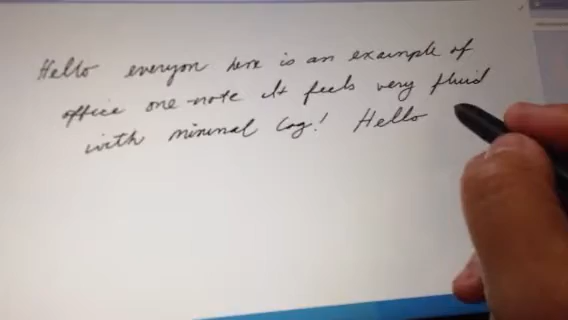 Hello everyon here is an example of
office one-note It feels very fluid
with minimal lag! Hello